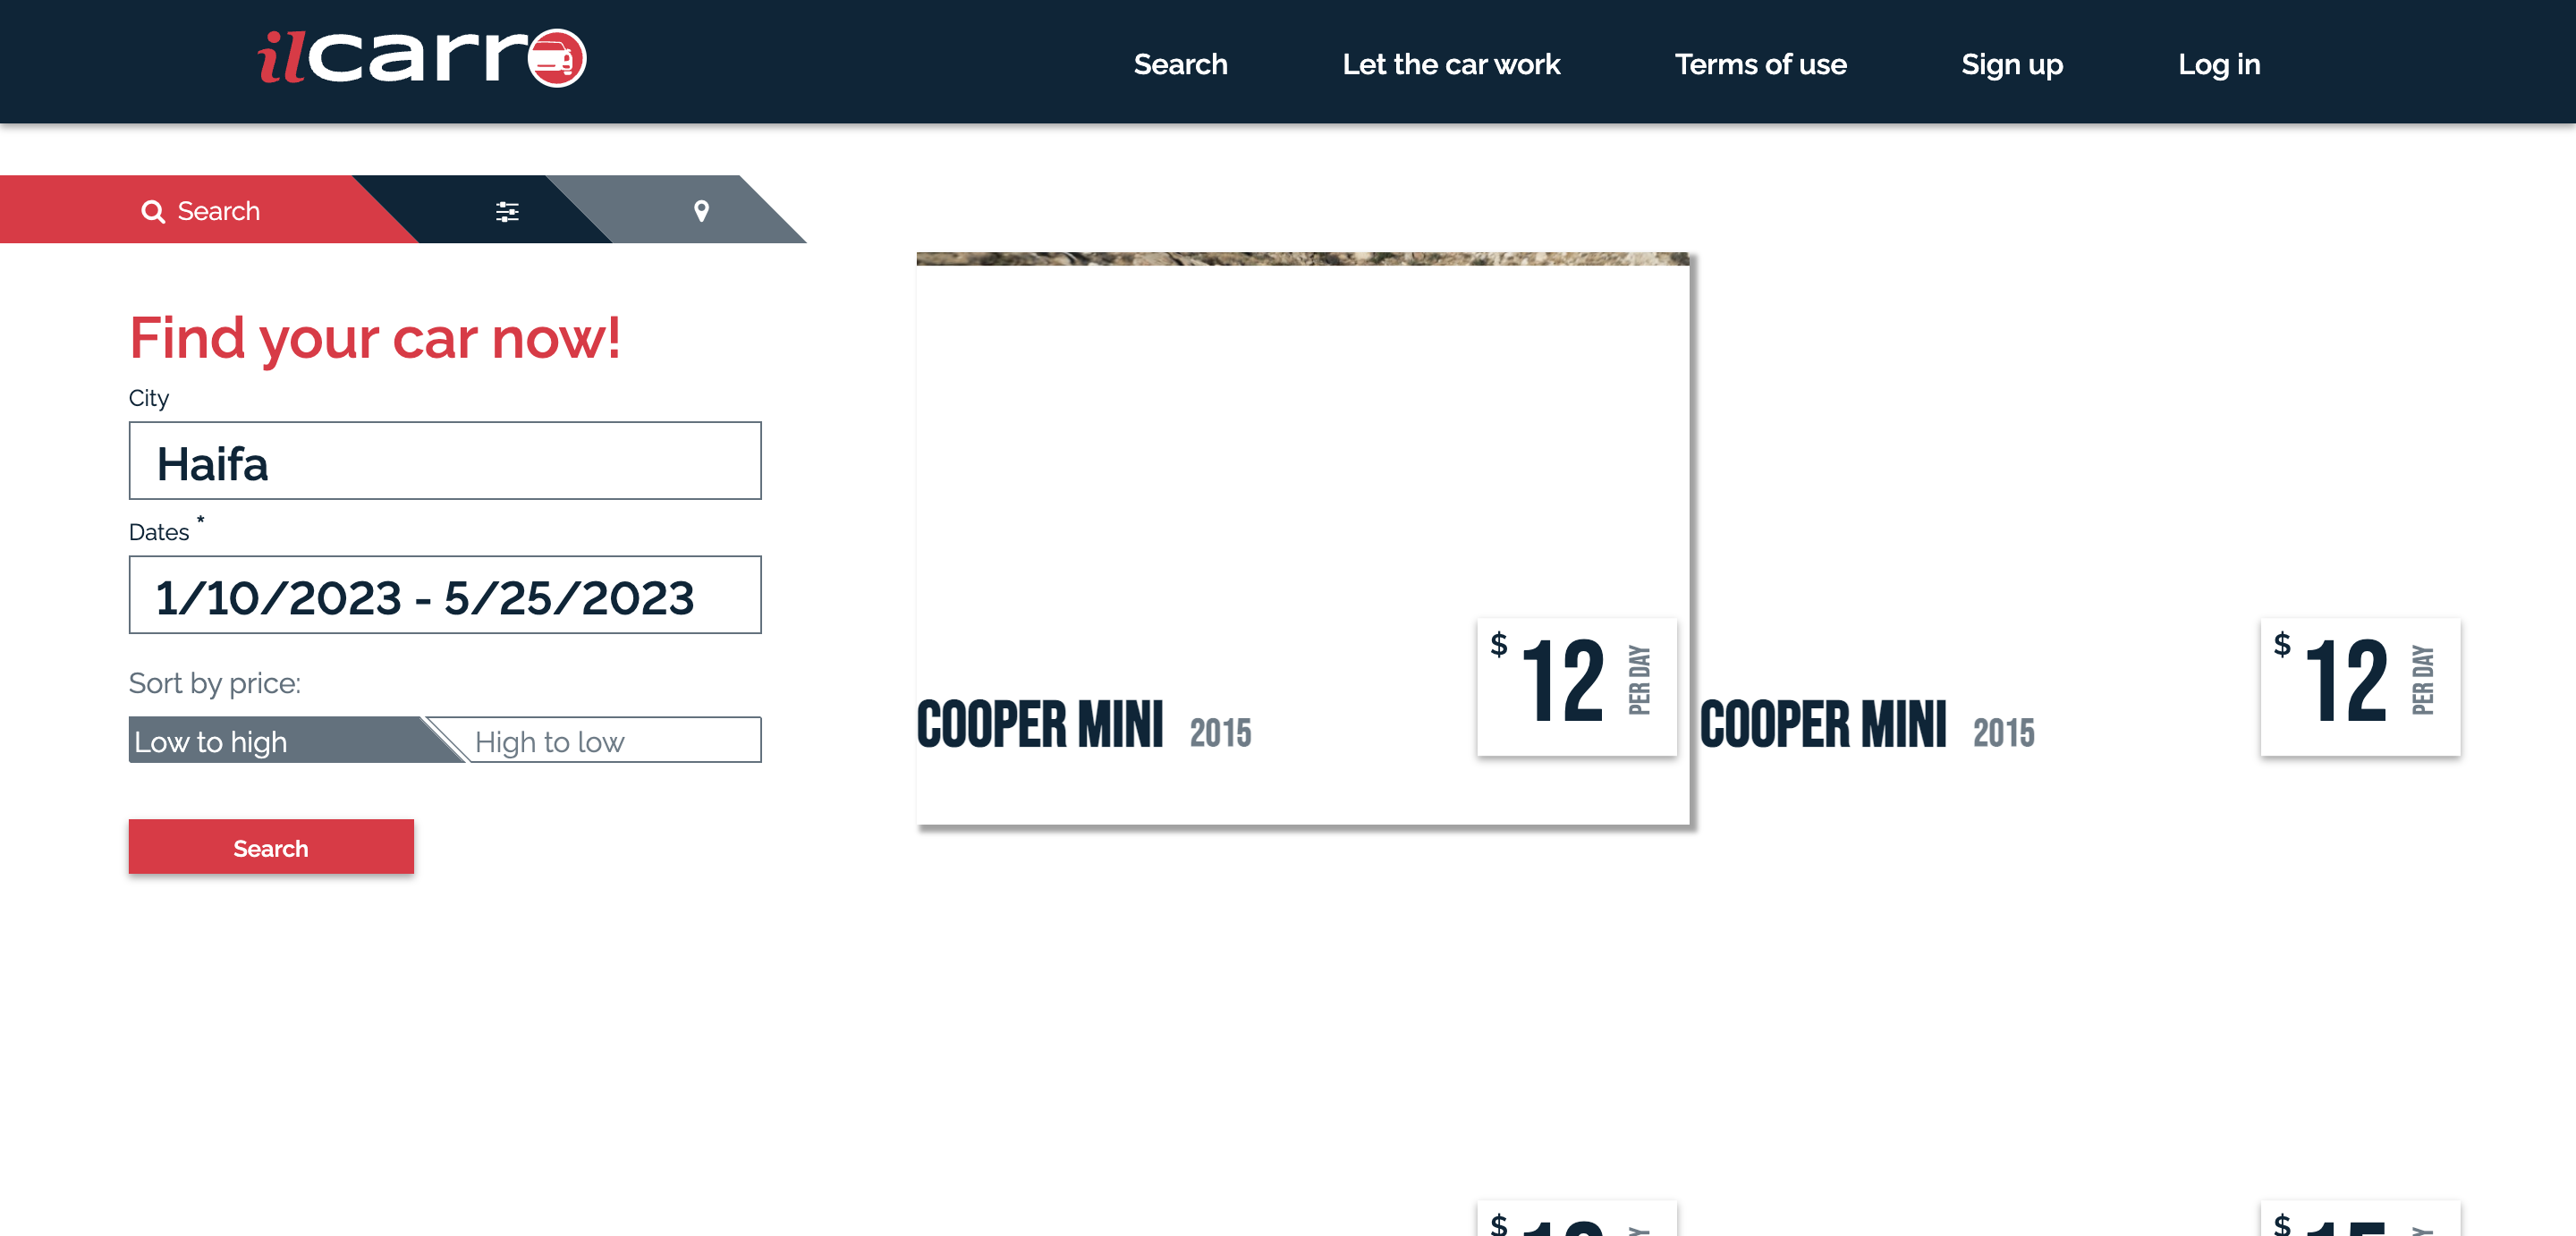 ilcarro
Search
Let the car work
Terms of use
Sign up
Log in
Search
Find your car now!
City
Haifa
Dates *
1/10/2023 - 5/25/2023
Sort by price:
Low to high
High to low
Search
COOPER MINI 2015
$ 12 PER DAY
COOPER MINI 2015
$ 12 PER DAY
$
$